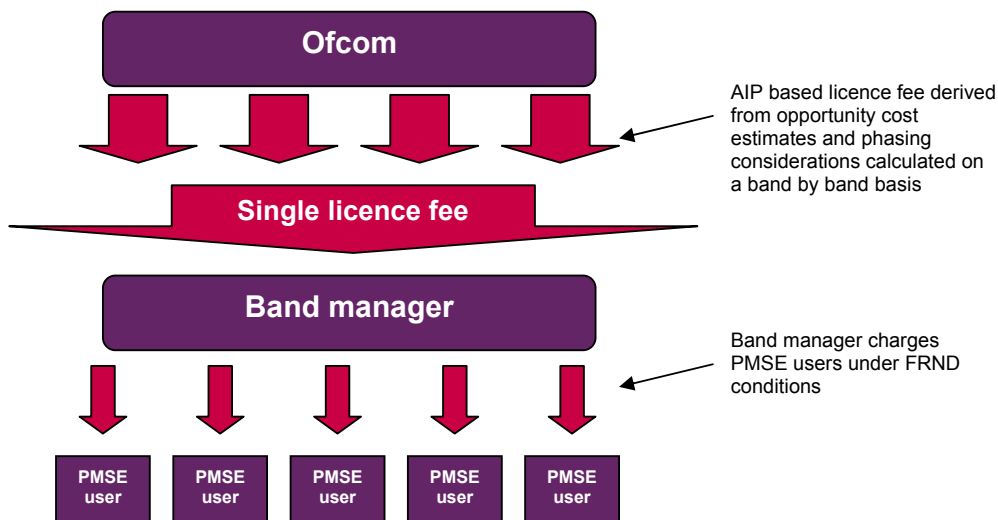 Ofcom
AIP based licence fee derived
from opportunity cost
estimates and phasing
considerations calculated on
a band by band basis
Single licence fee
Band manager
Band manager charges
PMSE users under FRND
conditions
PMSE
user
PMSE
user
PMSE
user
PMSE
user
PMSE
user